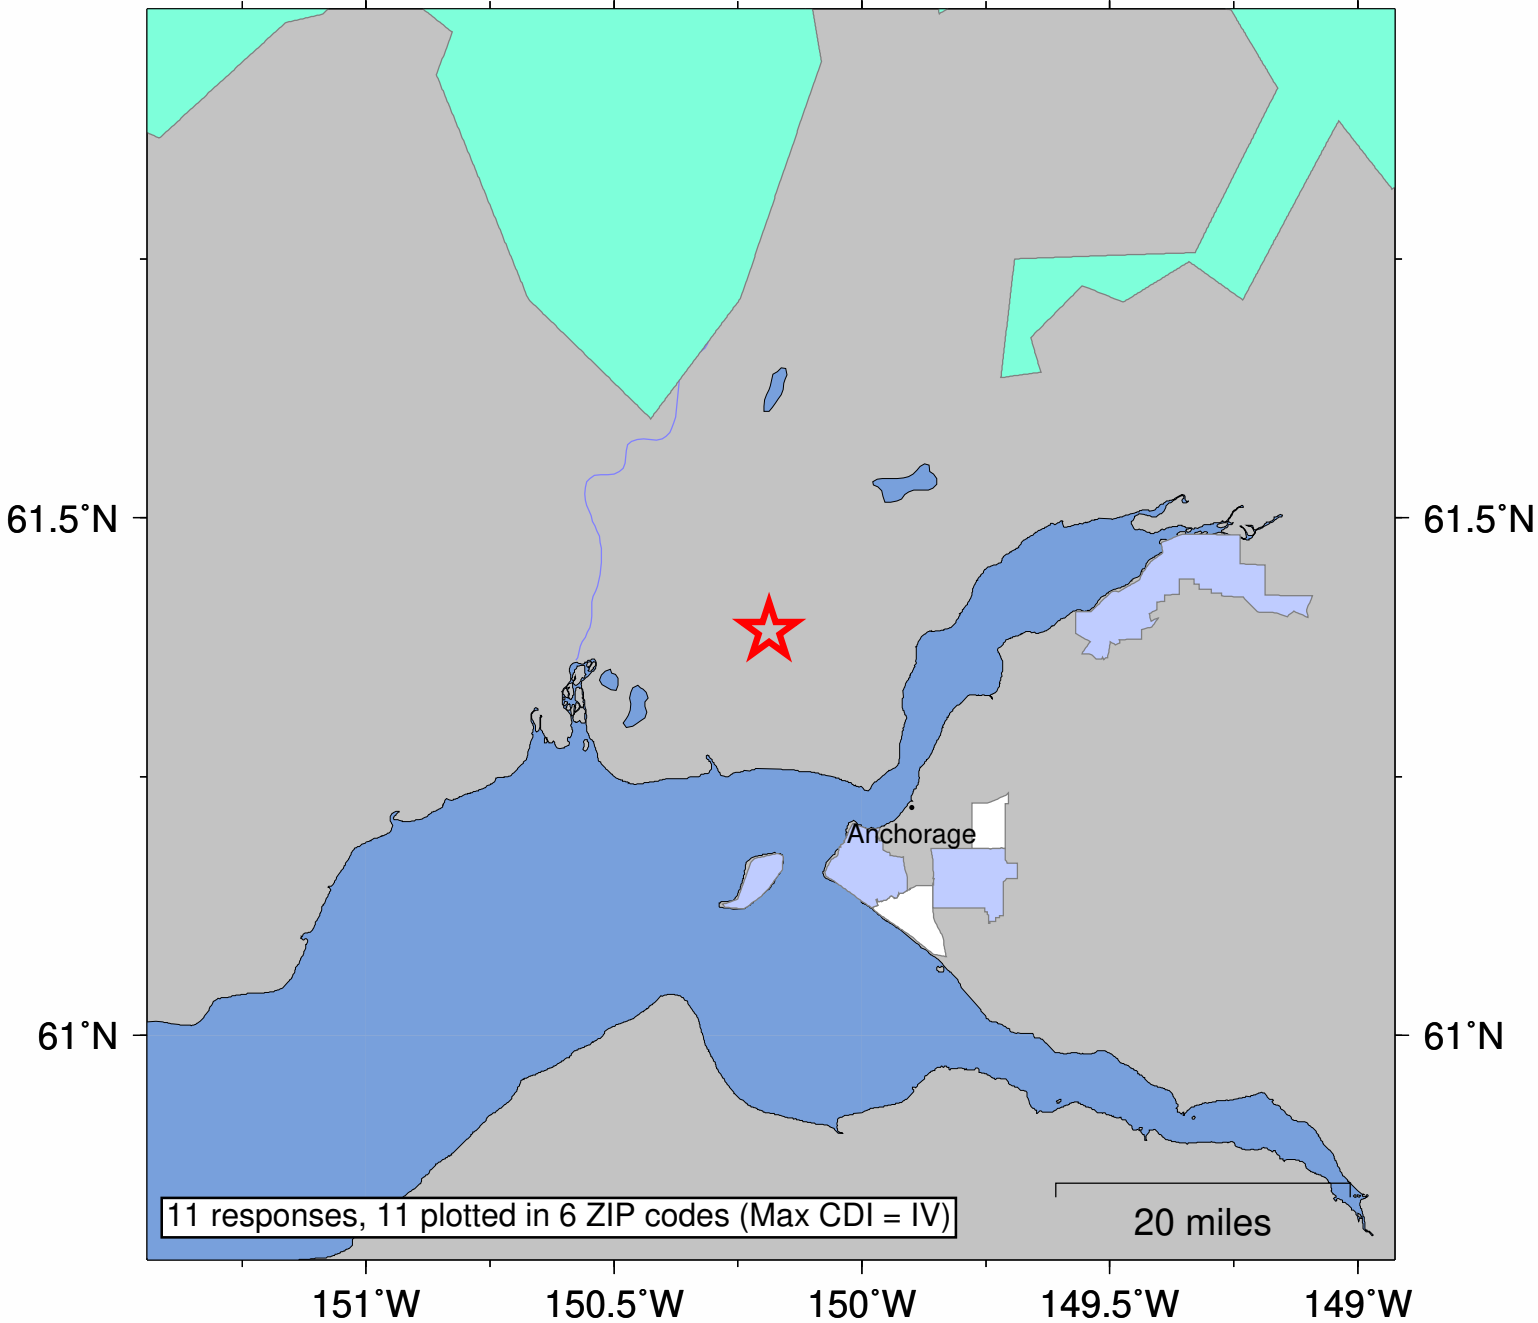 61.5°N
61.5°N
Anchorage
61°N
61°N
11 responses, 11 plotted in 6 ZIP codes (Max CDI = IV)
20 miles
151°W
150.5°W
150°W
149.5°W
149°W